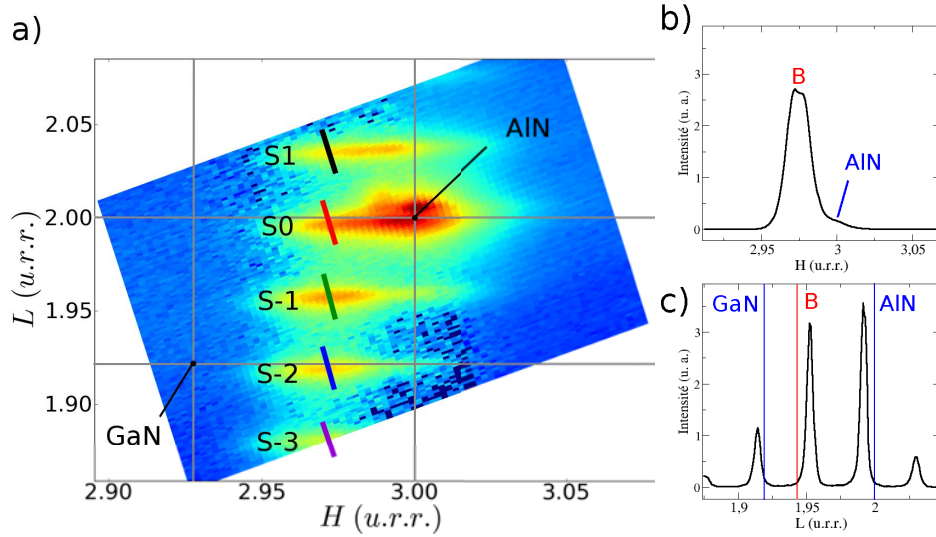 a)
2.05
2.00
1.95
1.90
L (u.r.r.)
2.90
2.95
3.00
3.05
H (u.r.r.)
S1
S0
S-1
S-2
S-3
AlN
GaN
b)
3
2
1
0
Intensité (u. a.)
B
AlN
2,95
3
3,05
H (u.r.r.)
c)
3
2
1
0
Intensité (u. a.)
GaN
B
AlN
1,9
1,95
2
L (u.r.r.)